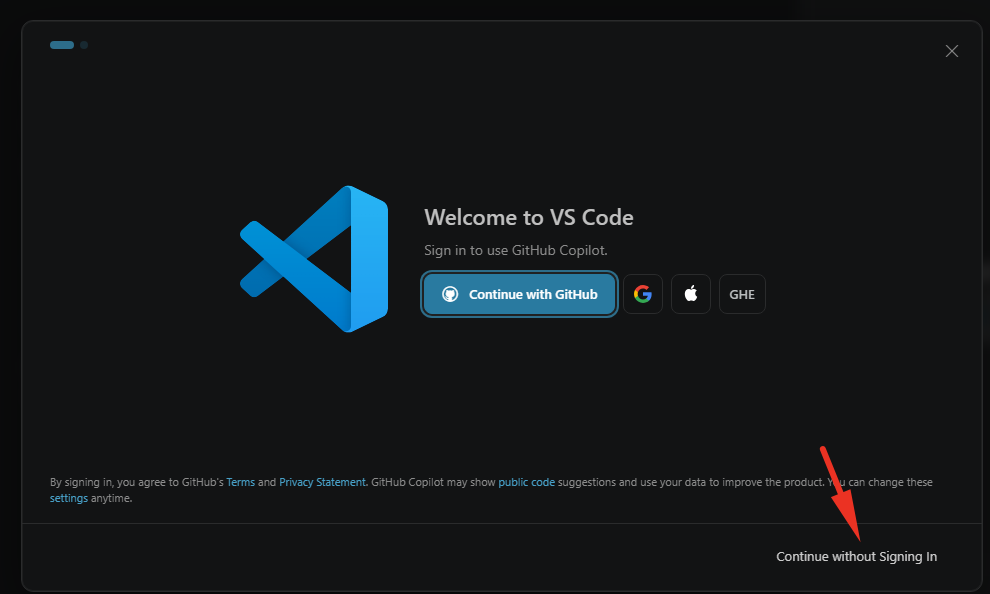 Welcome to VS Code
Sign in to use GitHub Copilot.
Continue with GitHub
GHE
By signing in, you agree to GitHub's Terms and Privacy Statement. GitHub Copilot may show public code suggestions and use your data to improve the product. You can change these
settings anytime.
Continue without Signing In